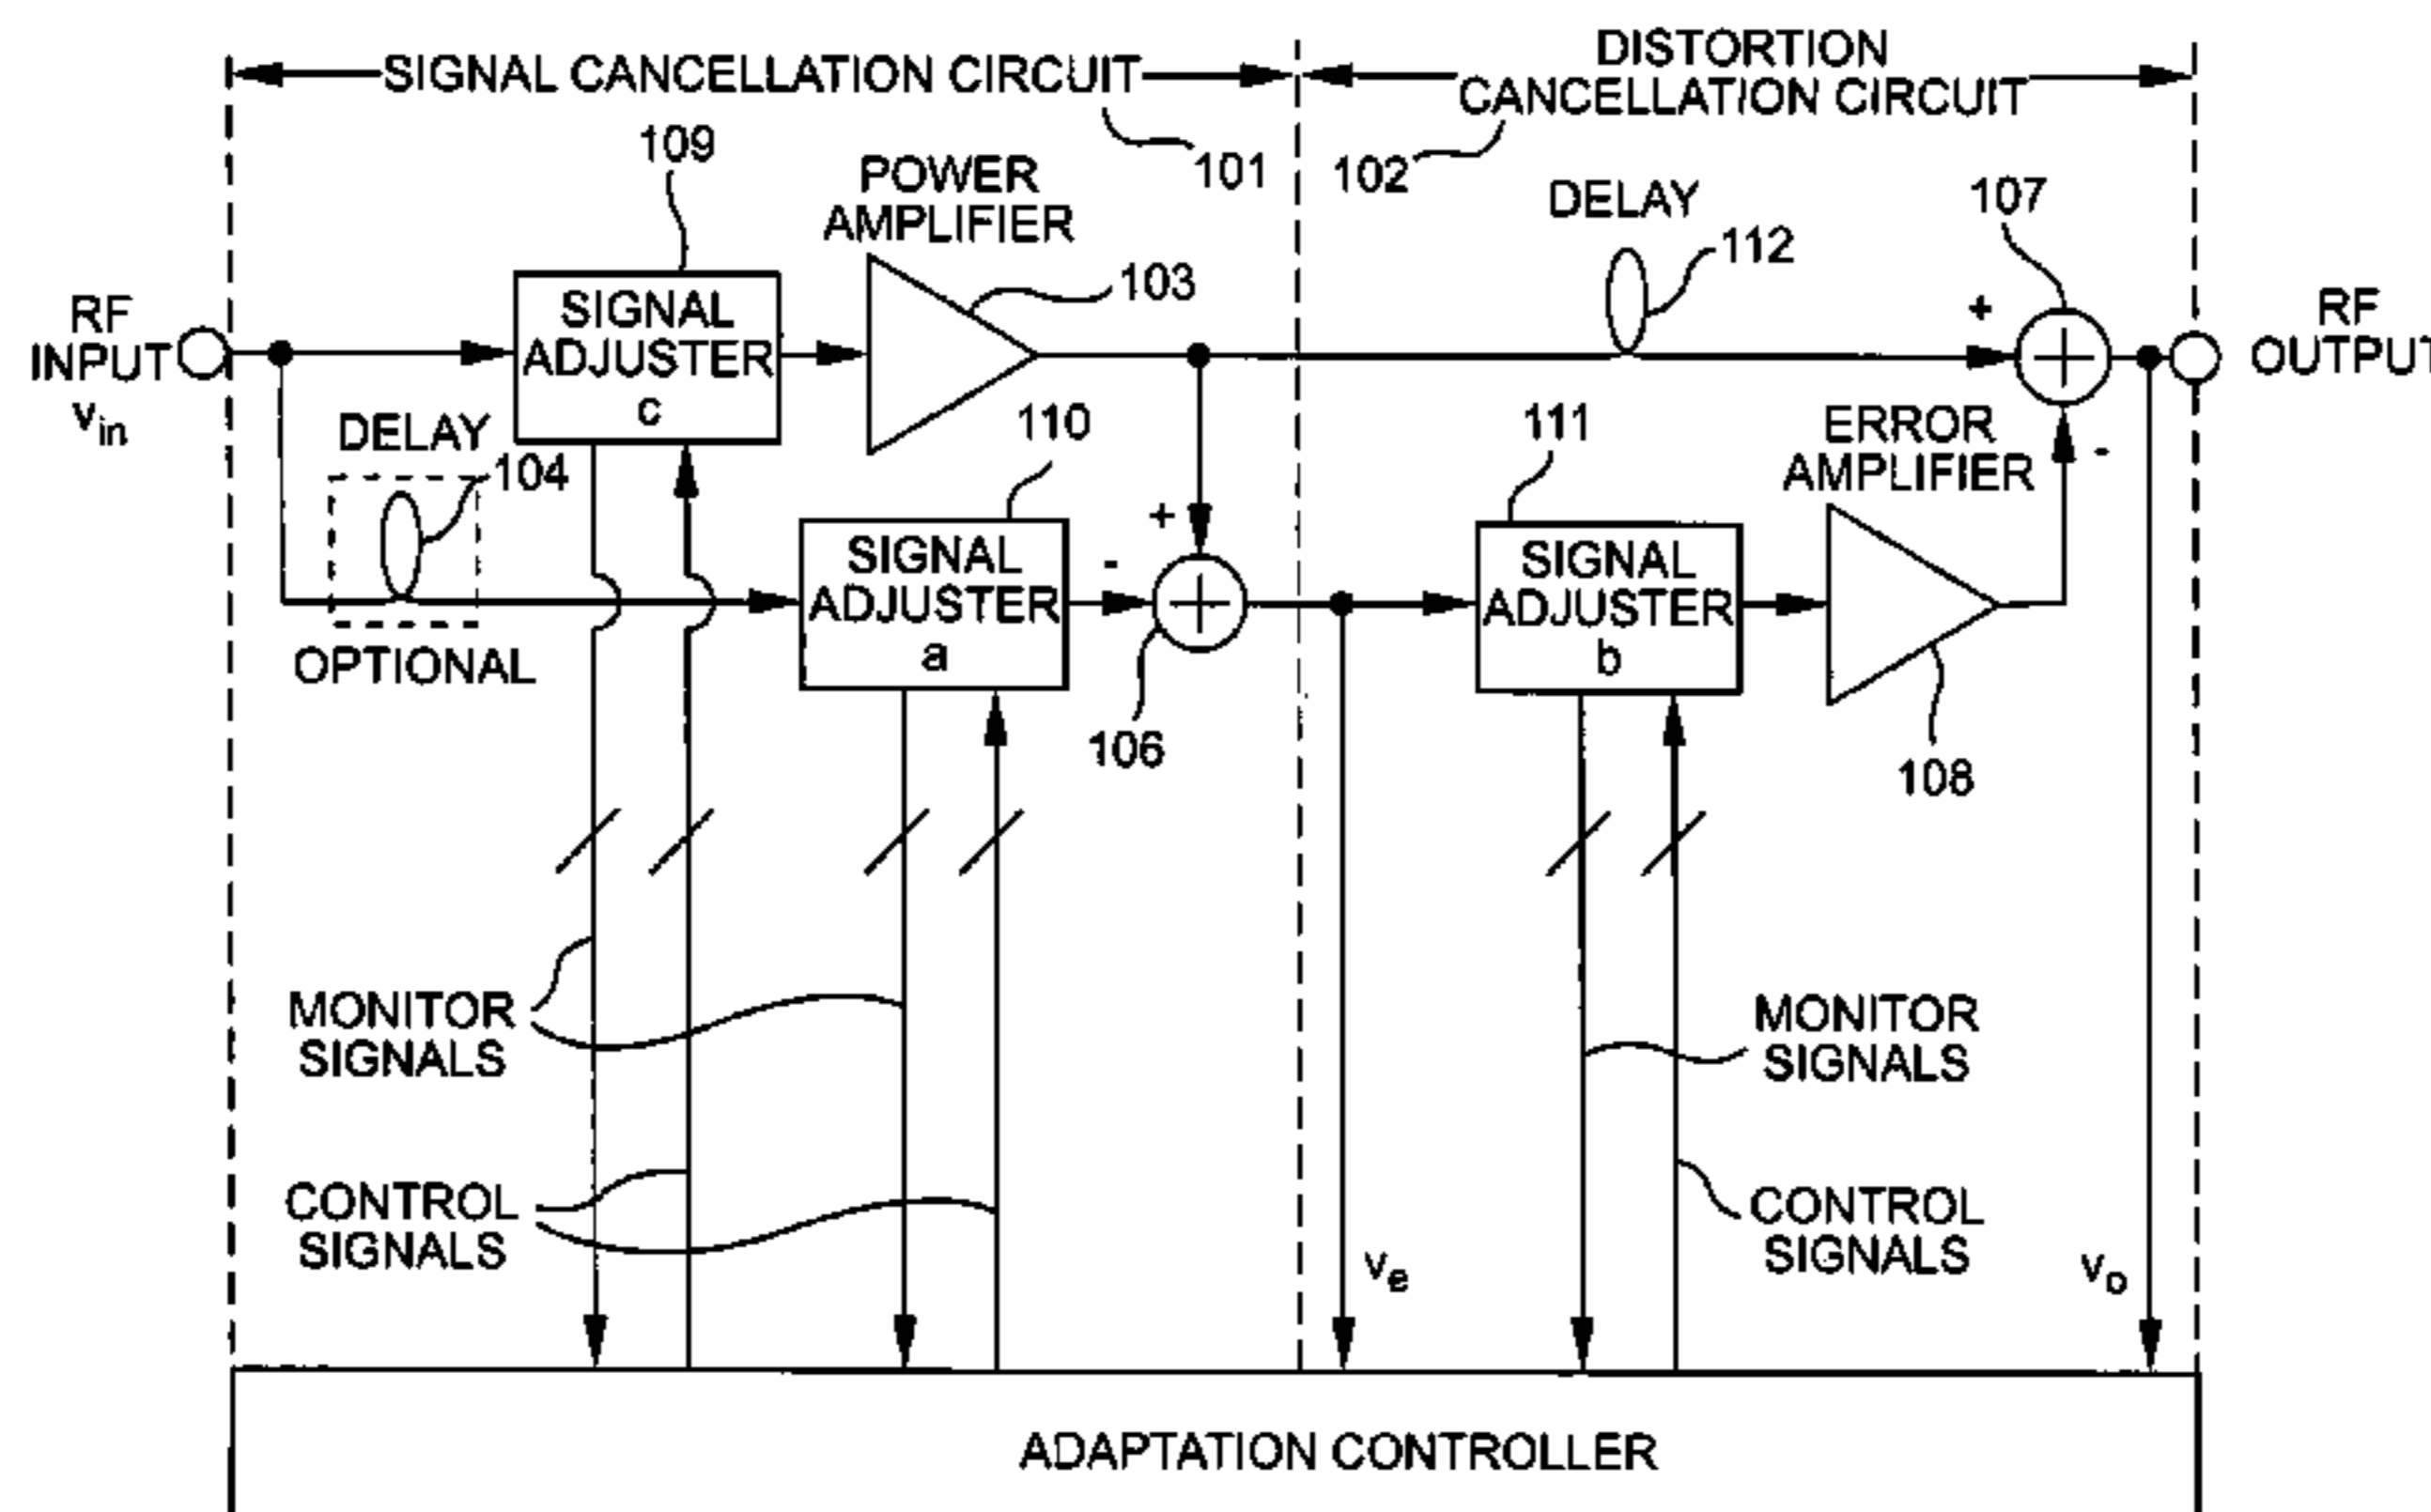 SIGNAL CANCELLATION CIRCUIT
DISTORTION
CANCELLATION CIRCUIT
101
102
109
POWER
AMPLIFIER
103
DELAY
112
107
RF
INPUT
vin
SIGNAL
ADJUSTER
c
+
RF
OUTPUT
DELAY
104
OPTIONAL
110
SIGNAL
ADJUSTER
a
+
-
106
111
SIGNAL
ADJUSTER
b
ERROR
AMPLIFIER
-
108
MONITOR
SIGNALS
CONTROL
SIGNALS
MONITOR
SIGNALS
CONTROL
SIGNALS
ve
vo
ADAPTATION CONTROLLER